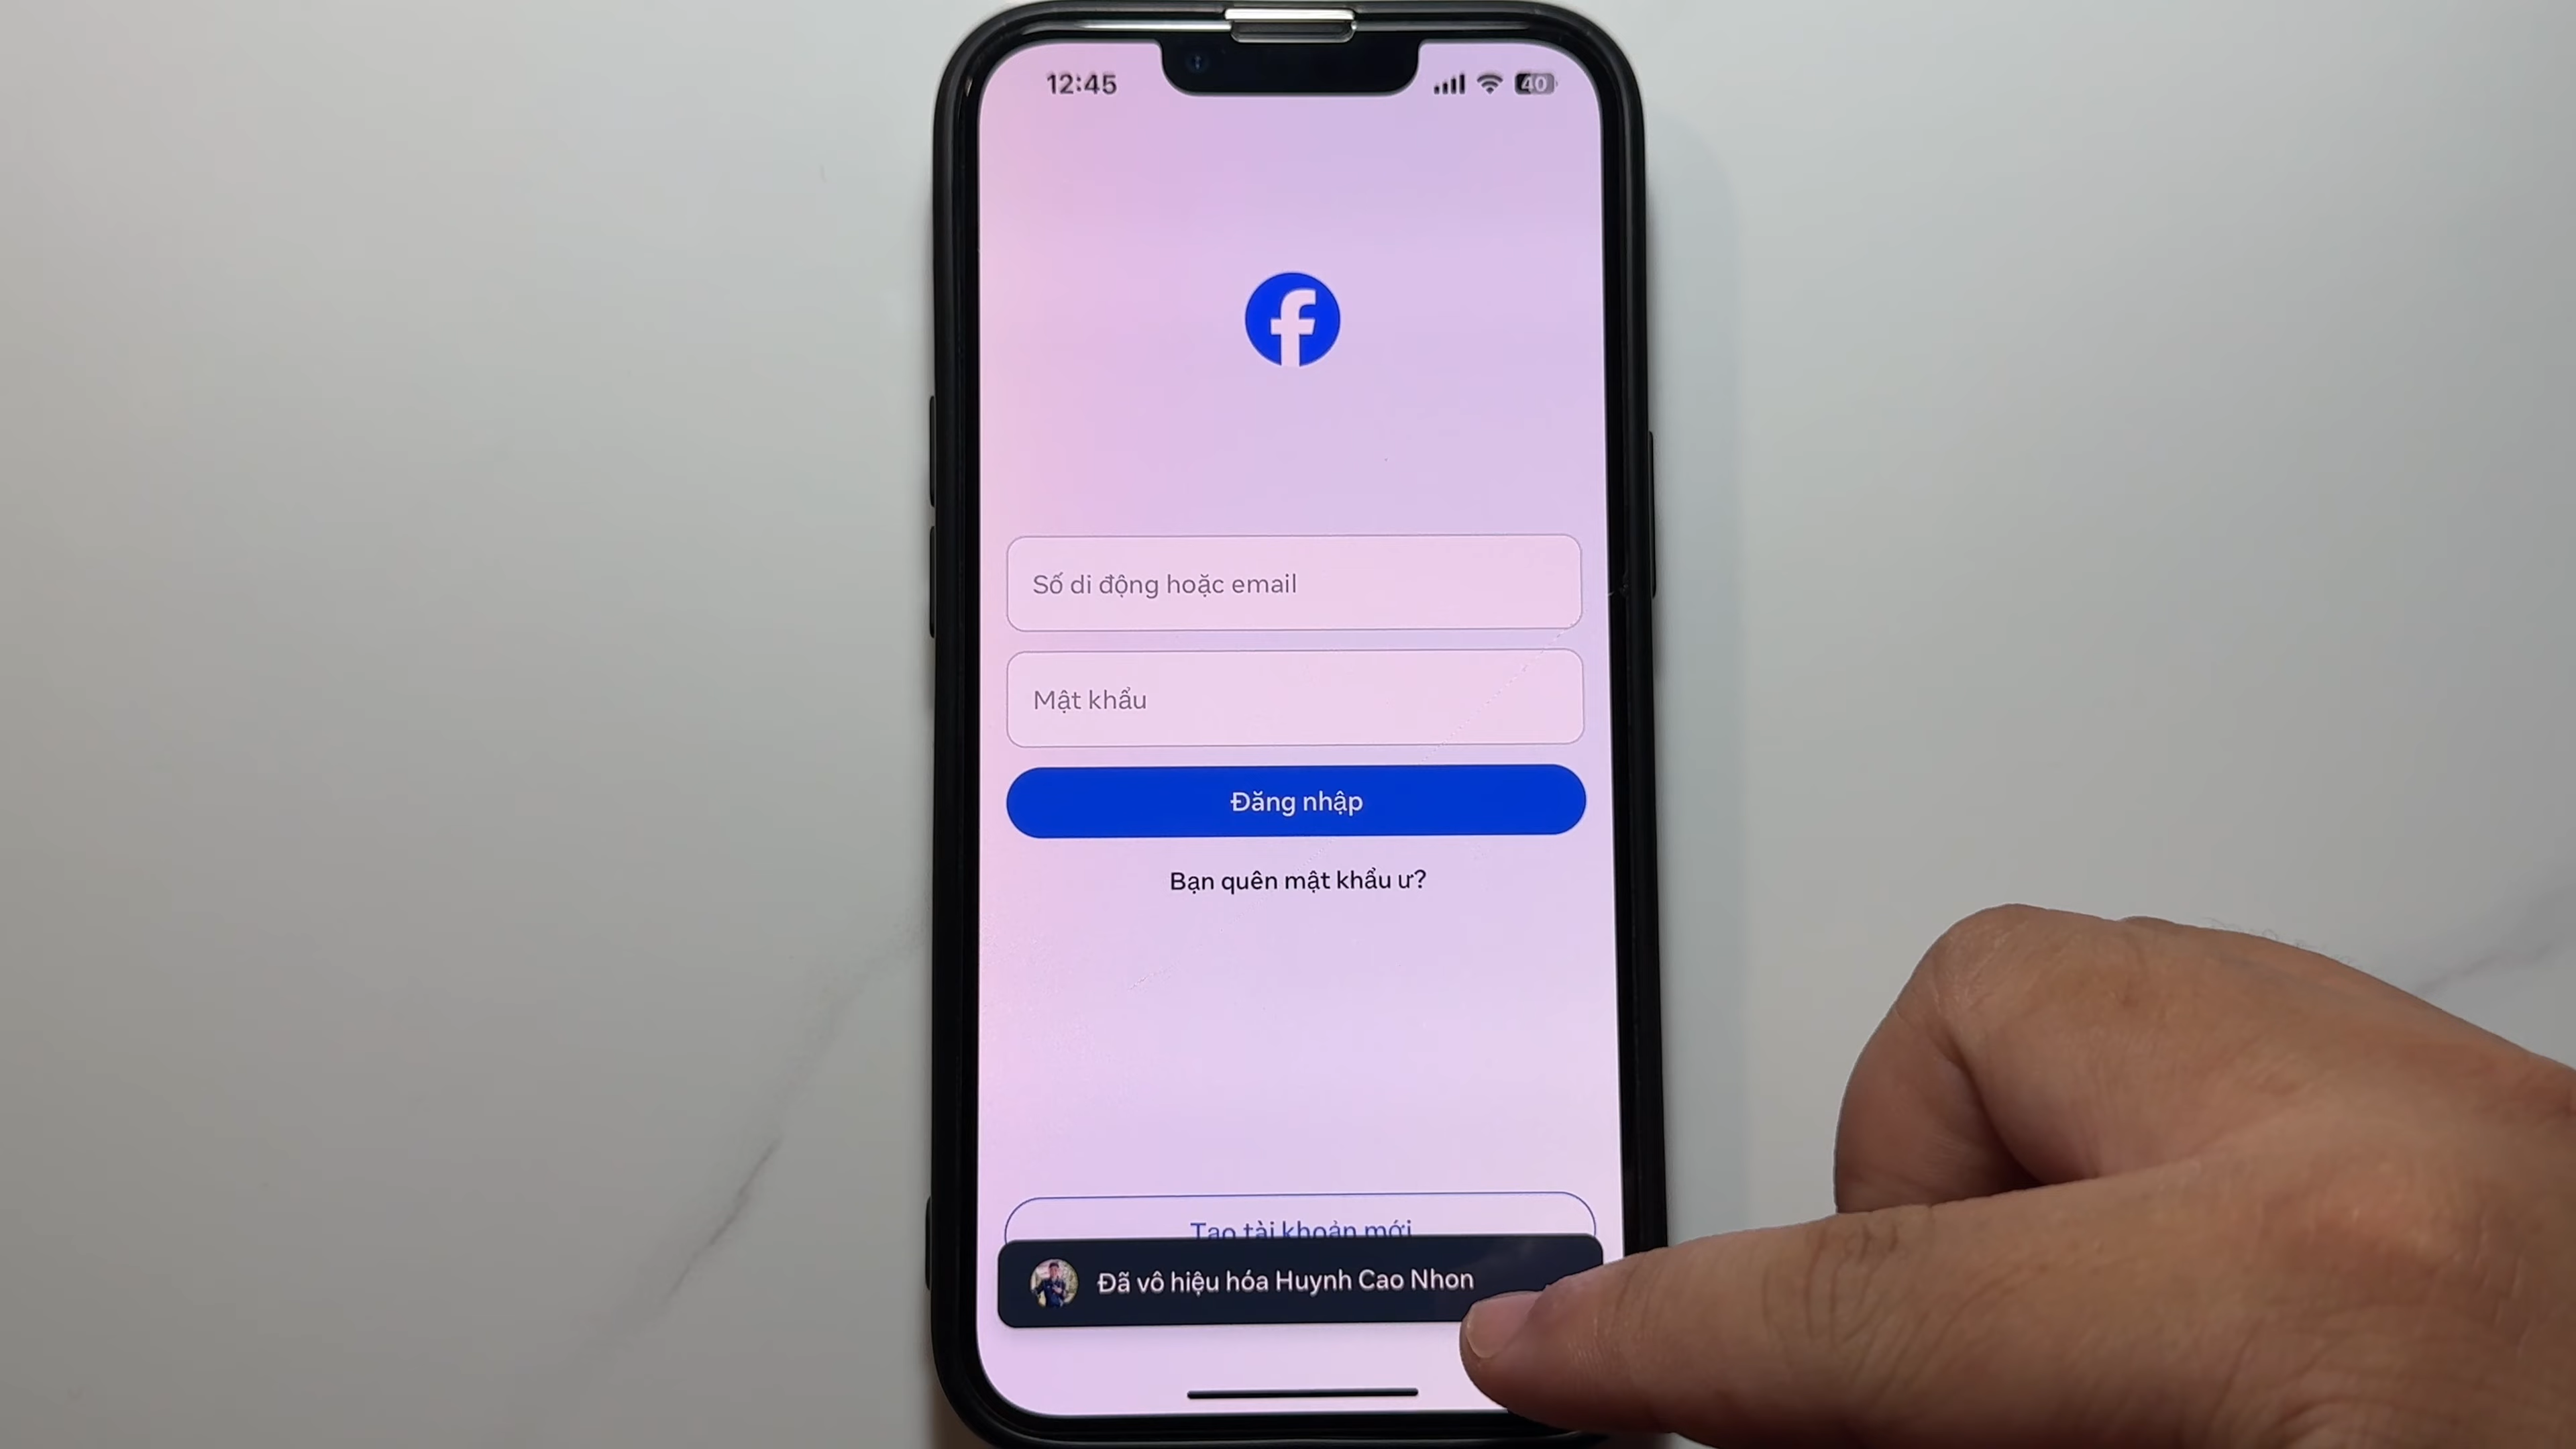 12:45
40
Số di động hoặc email
Mật khẩu
Đăng nhập
Bạn quên mật khẩu ư?
Tạo tài khoản mới
Đã vô hiệu hóa Huynh Cao Nhon